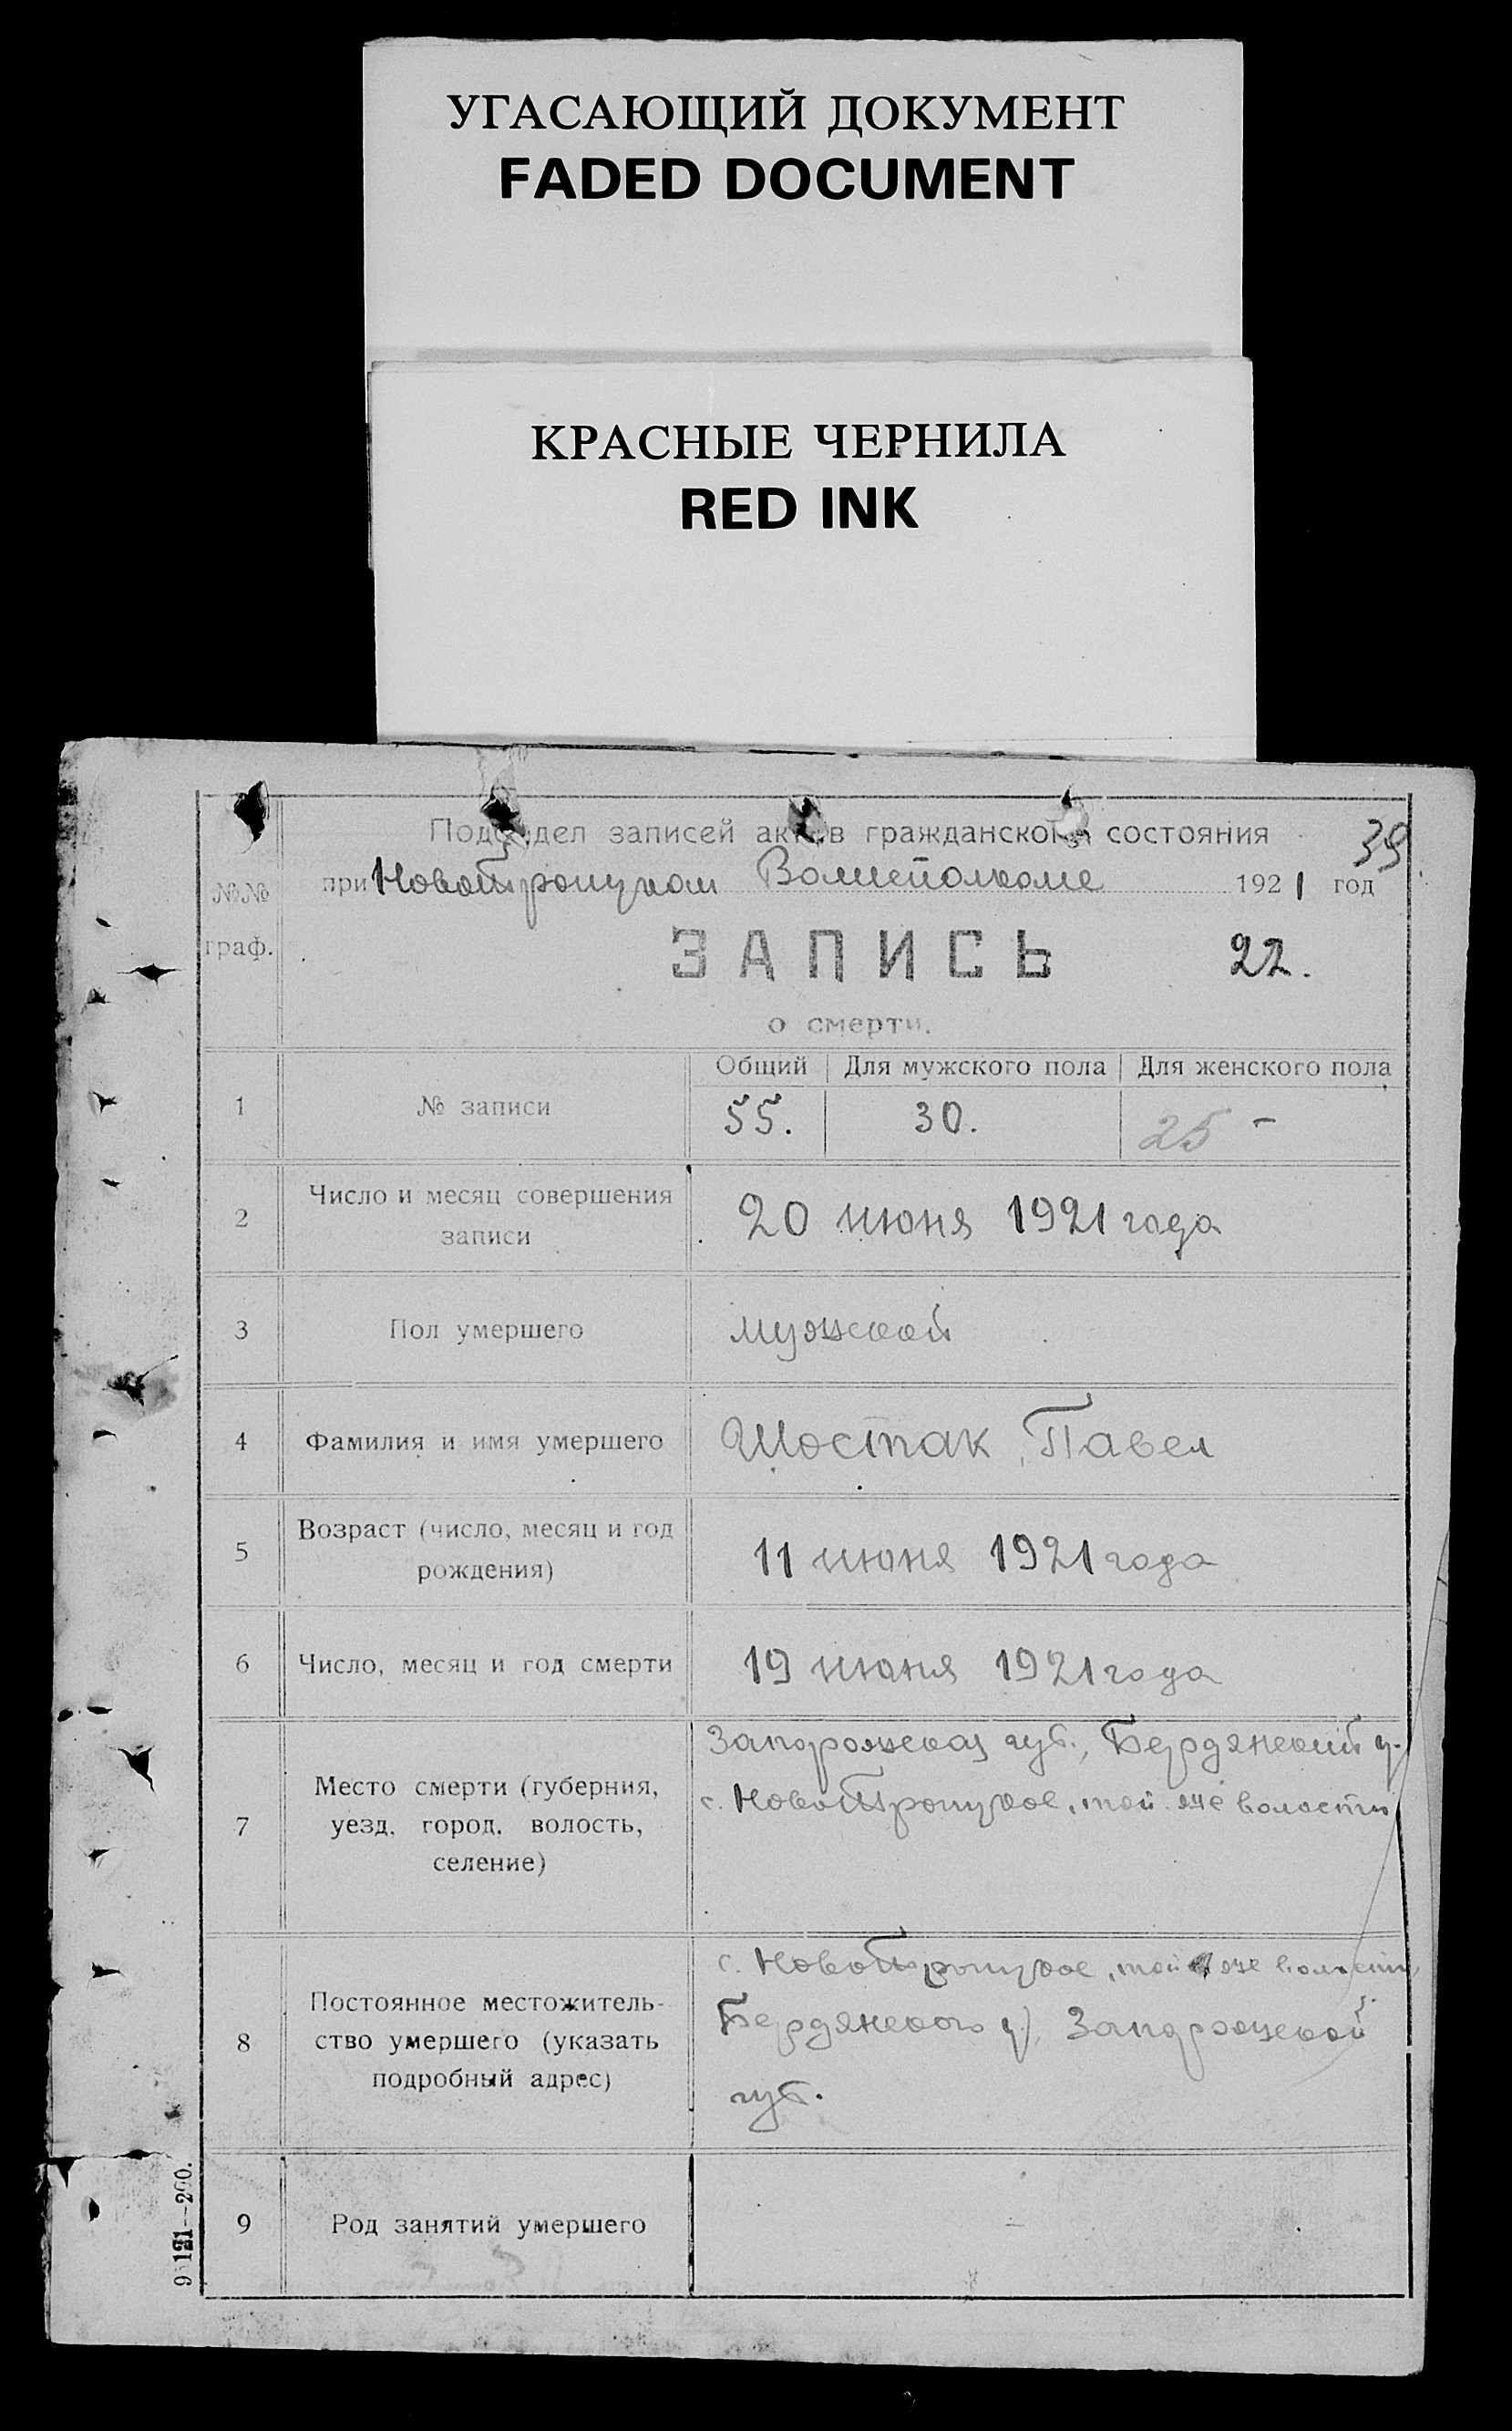 УГАСАЮЩИЙ ДОКУМЕНТ
FADED DOCUMENT
КРАСНЫЕ ЧЕРНИЛА
RED INK
39
Подотдел записей актов гражданского состояния
№№ граф.
при Новотроицком Волисполкоме 1921 год
ЗАПИСЬ 22.
о смерти.
Общий Для мужского пола Для женского пола
1 № записи 55. 30. 25 –
2 Число и месяц совершения
записи
20 июня 1921 года
3 Пол умершего мужской
4 Фамилия и имя умершего Шостак, Павел
5 Возраст (число, месяц и год
рождения)
11 июня 1921 года
6 Число, месяц и год смерти 19 июня 1921 года
7 Место смерти (губерния,
уезд, город, волость,
селение)
Запорожская губ., Бердянский у.
с. Новотроицкое, той же волости
8 Постоянное местожитель-
ство умершего (указать
подробный адрес)
с. Новотроицкое, той же волости,
Бердянского у., Запорожской
губ.
9 Род занятий умершего –